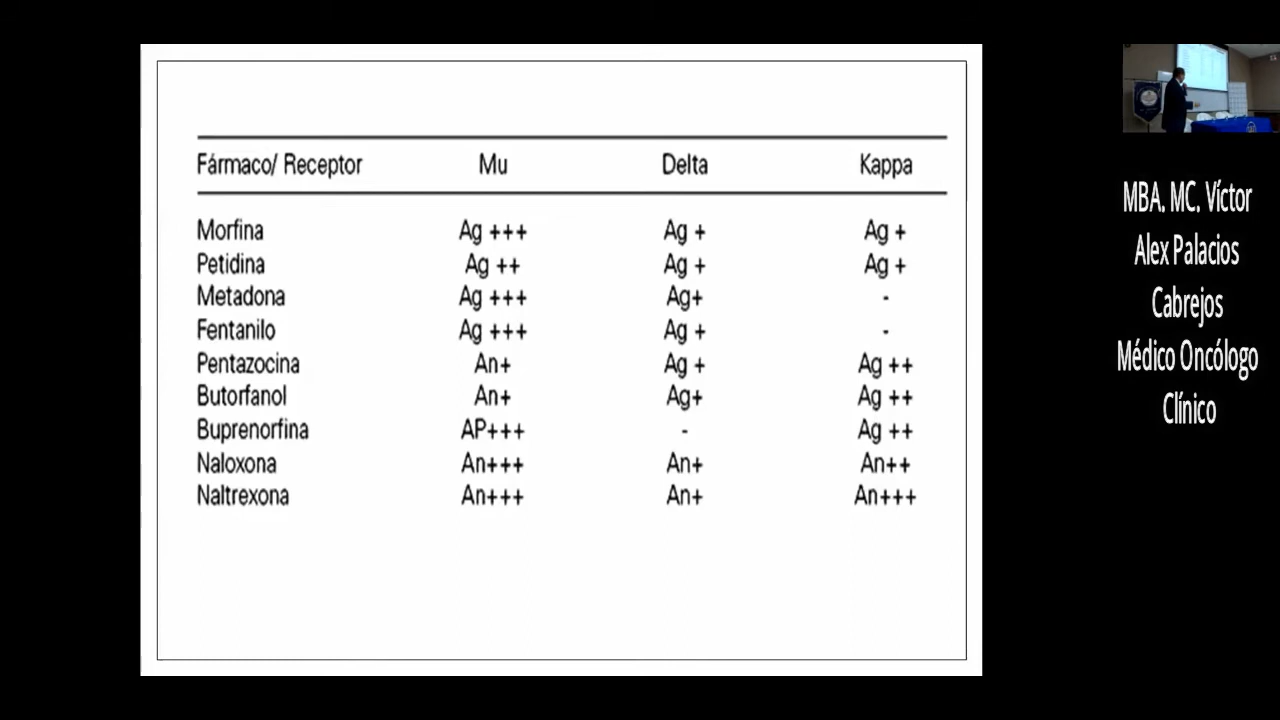 Fármaco/ Receptor Mu Delta Kappa
Morfina Ag +++ Ag + Ag +
Petidina Ag ++ Ag + Ag +
Metadona Ag +++ Ag+ -
Fentanilo Ag +++ Ag + -
Pentazocina An+ Ag + Ag ++
Butorfanol An+ Ag+ Ag ++
Buprenorfina AP+++ - Ag ++
Naloxona An+++ An+ An++
Naltrexona An+++ An+ An+++
MBA. MC. Víctor
Alex Palacios
Cabrejos
Médico Oncólogo
Clínico